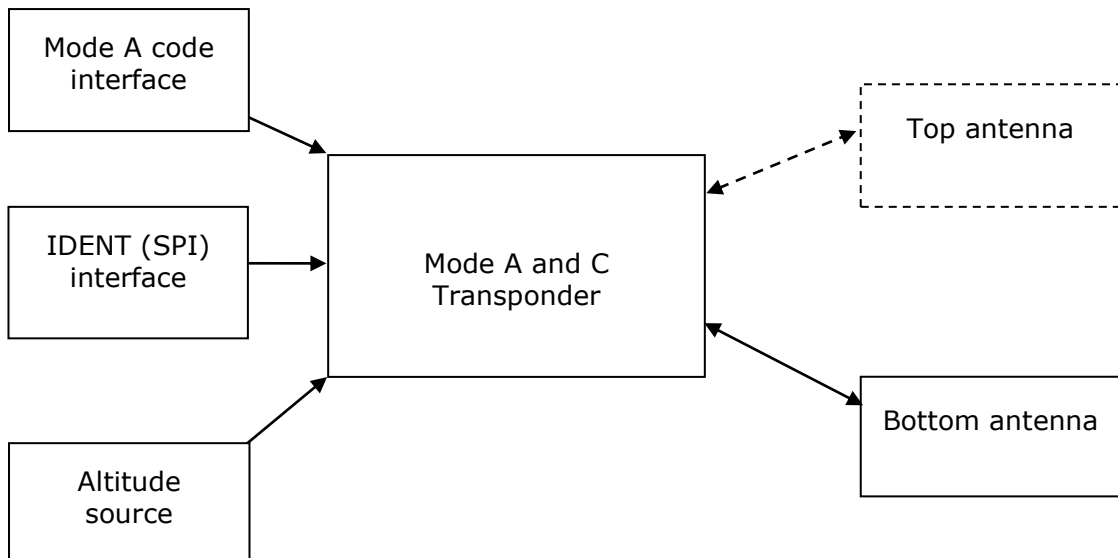 Mode A code
interface
IDENT (SPI)
interface
Altitude
source
Mode A and C
Transponder
Top antenna
Bottom antenna